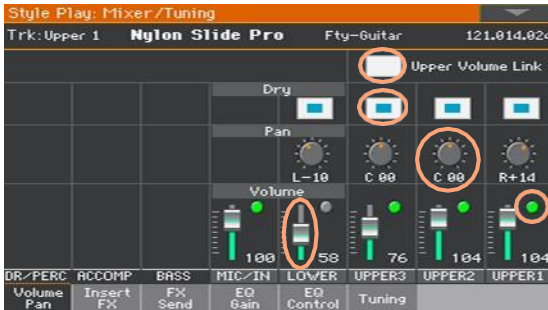 Style Play: Mixer/Tuning
Trk:Upper 1 Nylon Slide Pro Fty-Guitar 121.014.024
Upper Volume Link
Dry
Pan
L-10 C 00 C 00 R+14
Volume
100 58 76 104 104
DR/PERC ACCOMP BASS MIC/IN LOWER UPPER3 UPPER2 UPPER1
Volume Pan Insert FX FX Send EQ Gain EQ Control Tuning